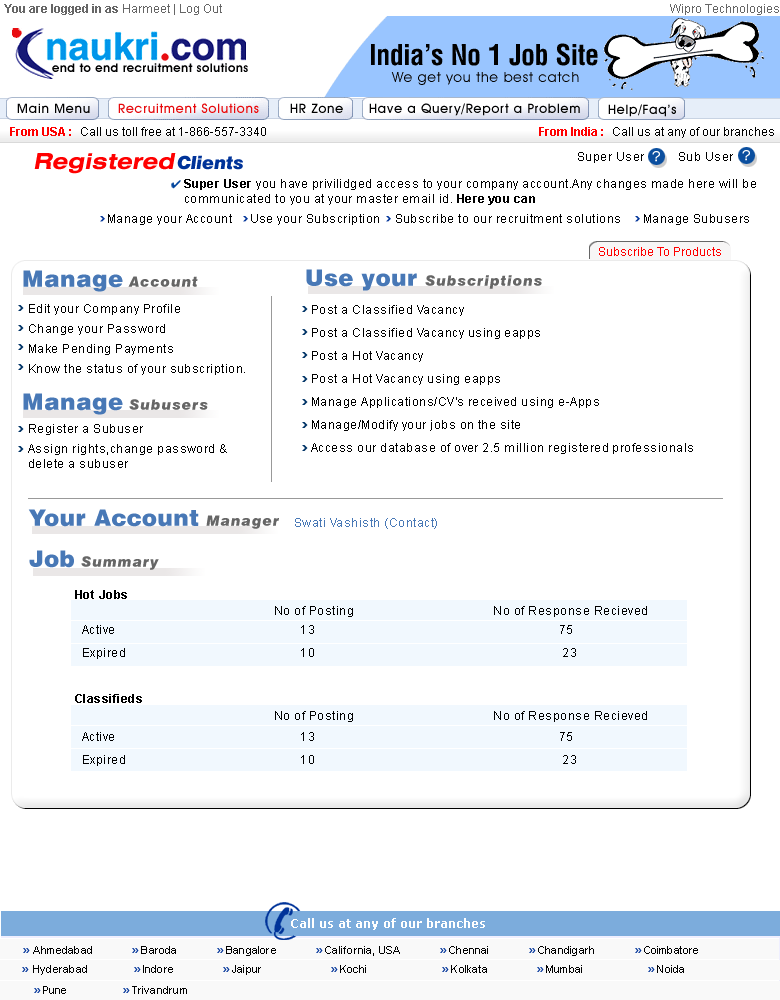 You are logged in as Harmeet | Log Out Wipro Technologies
naukri.com
end to end recruitment solutions
India's No 1 Job Site
We get you the best catch
Main Menu Recruitment Solutions HR Zone Have a Query/Report a Problem Help/Faq's
From USA : Call us toll free at 1-866-557-3340 From India : Call us at any of our branches
Registered Clients Super User ? Sub User ?
Super User you have privilidged access to your company account.Any changes made here will be
communicated to you at your master email id. Here you can
Manage your Account Use your Subscription Subscribe to our recruitment solutions Manage Subusers
Subscribe To Products
Manage Account
Edit your Company Profile
Change your Password
Make Pending Payments
Know the status of your subscription.
Manage Subusers
Register a Subuser
Assign rights,change password &
delete a subuser
Use your Subscriptions
Post a Classified Vacancy
Post a Classified Vacancy using eapps
Post a Hot Vacancy
Post a Hot Vacancy using eapps
Manage Applications/CV's received using e-Apps
Manage/Modify your jobs on the site
Access our database of over 2.5 million registered professionals
Your Account Manager Swati Vashisth (Contact)
Job Summary
Hot Jobs
No of Posting No of Response Recieved
Active 13 75
Expired 10 23
Classifieds
No of Posting No of Response Recieved
Active 13 75
Expired 10 23
Call us at any of our branches
» Ahmedabad » Baroda » Bangalore » California, USA » Chennai » Chandigarh » Coimbatore
» Hyderabad » Indore » Jaipur » Kochi » Kolkata » Mumbai » Noida
» Pune » Trivandrum